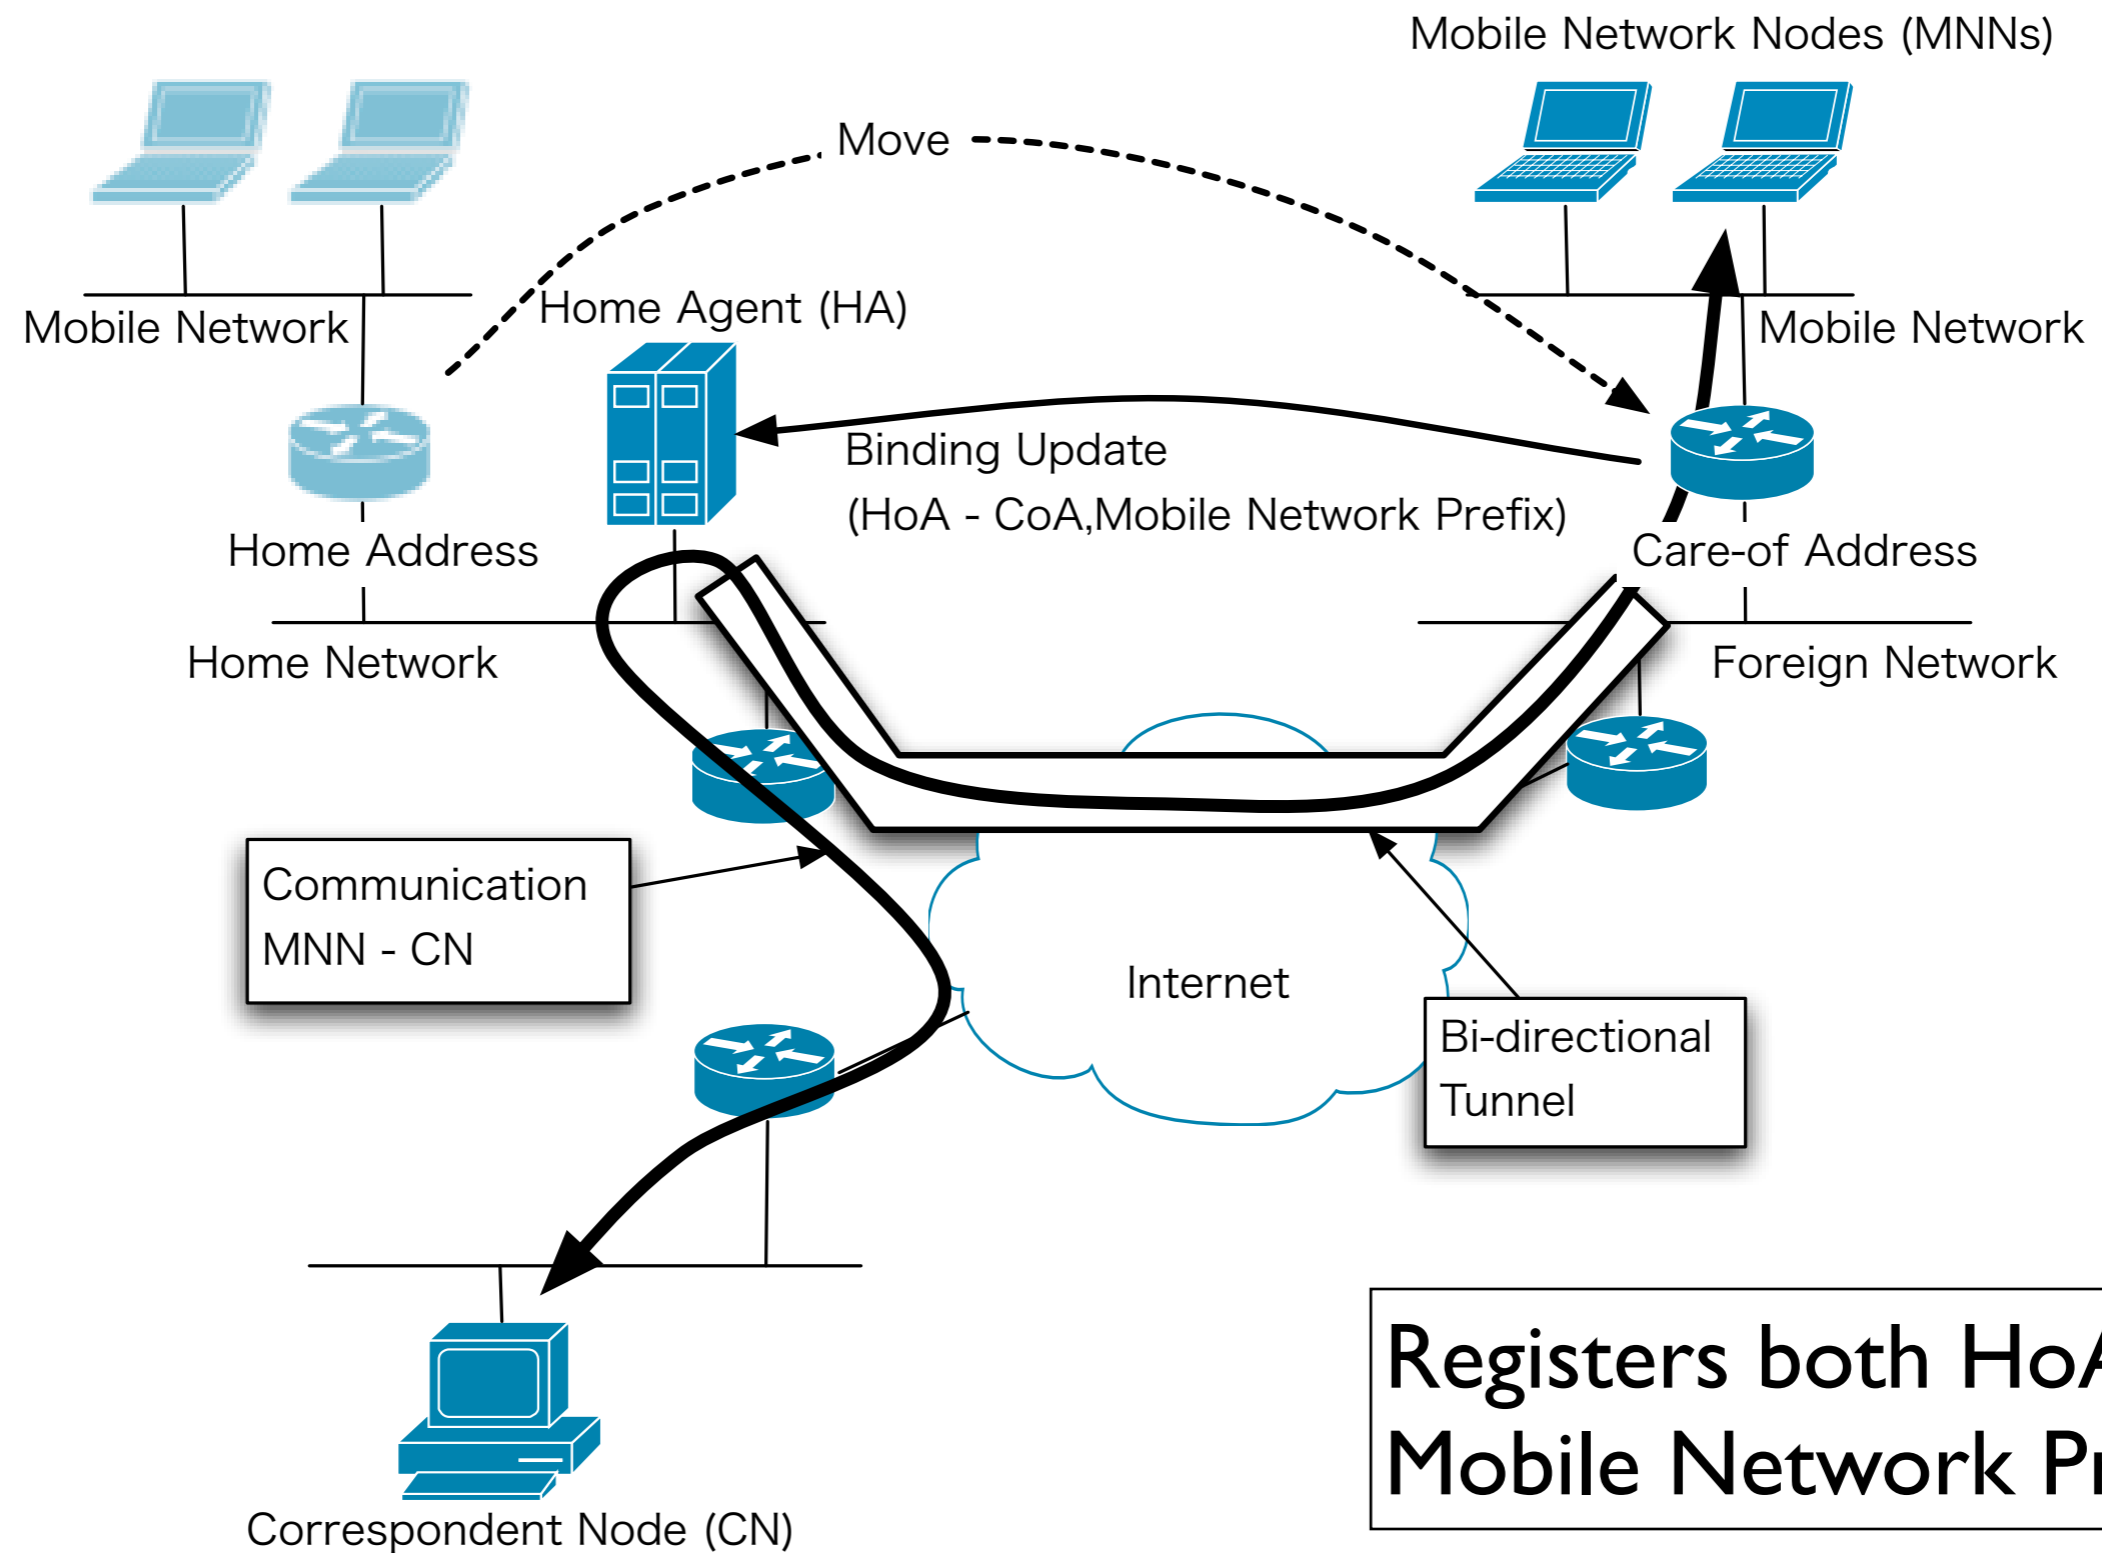 Mobile Network Nodes (MNNs)
Move
Home Agent (HA)
Mobile Network
Mobile Network
Binding Update
(HoA - CoA,Mobile Network Prefix)
Home Address
Care-of Address
Home Network
Foreign Network
Communication
MNN - CN
Internet
Bi-directional
Tunnel
Registers both HoA
Mobile Network Pr
Correspondent Node (CN)